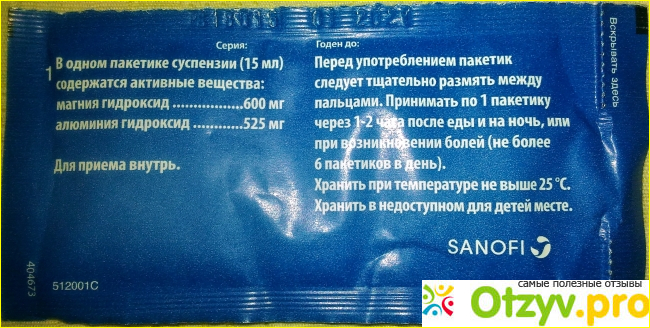 Серия:
В одном пакетике суспензии (15 мл)
содержатся активные вещества:
магния гидроксид ...............600 мг
алюминия гидроксид ............525 мг
Для приема внутрь.
Годен до:
Перед употреблением пакетик
следует тщательно размять между
пальцами. Принимать по 1 пакетику
через 1-2 часа после еды и на ночь, или
при возникновении болей (не более
6 пакетиков в день).
Хранить при температуре не выше 25 °C.
Хранить в недоступном для детей месте.
SANOFI
Вскрывать здесь
404673
512001C
самые полезные отзывы
Otzyv.pro